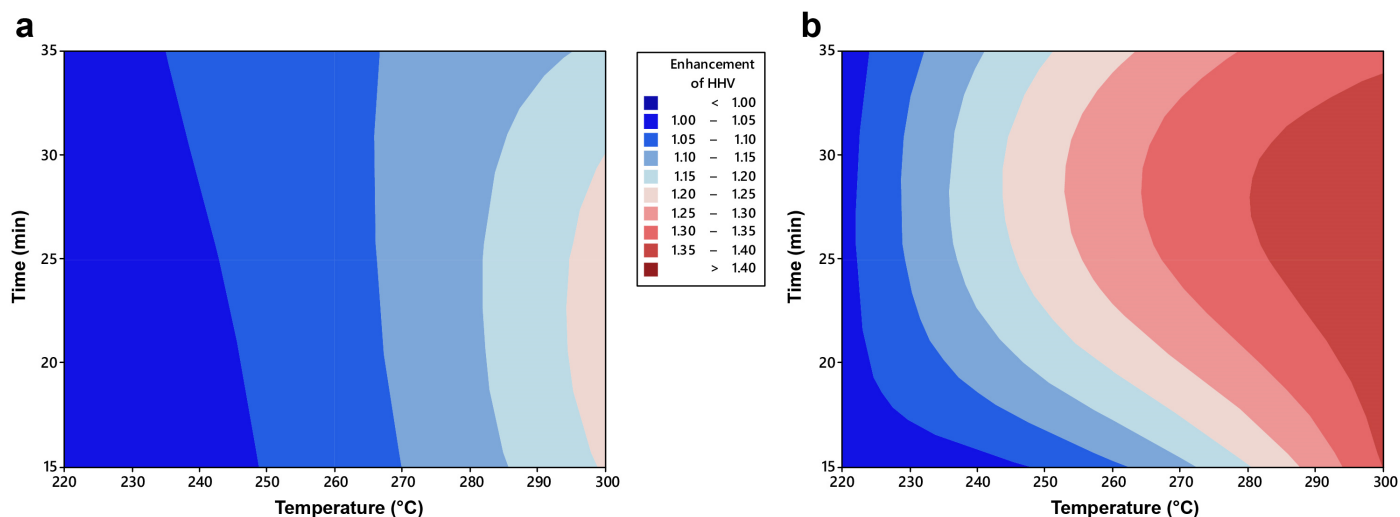 a
35
30
25
20
15
Time (min)
220 230 240 250 260 270 280 290 300
Temperature (°C)
Enhancement
of HHV
< 1.00
1.00 – 1.05
1.05 – 1.10
1.10 – 1.15
1.15 – 1.20
1.20 – 1.25
1.25 – 1.30
1.30 – 1.35
1.35 – 1.40
> 1.40
b
35
30
25
20
15
Time (min)
220 230 240 250 260 270 280 290 300
Temperature (°C)